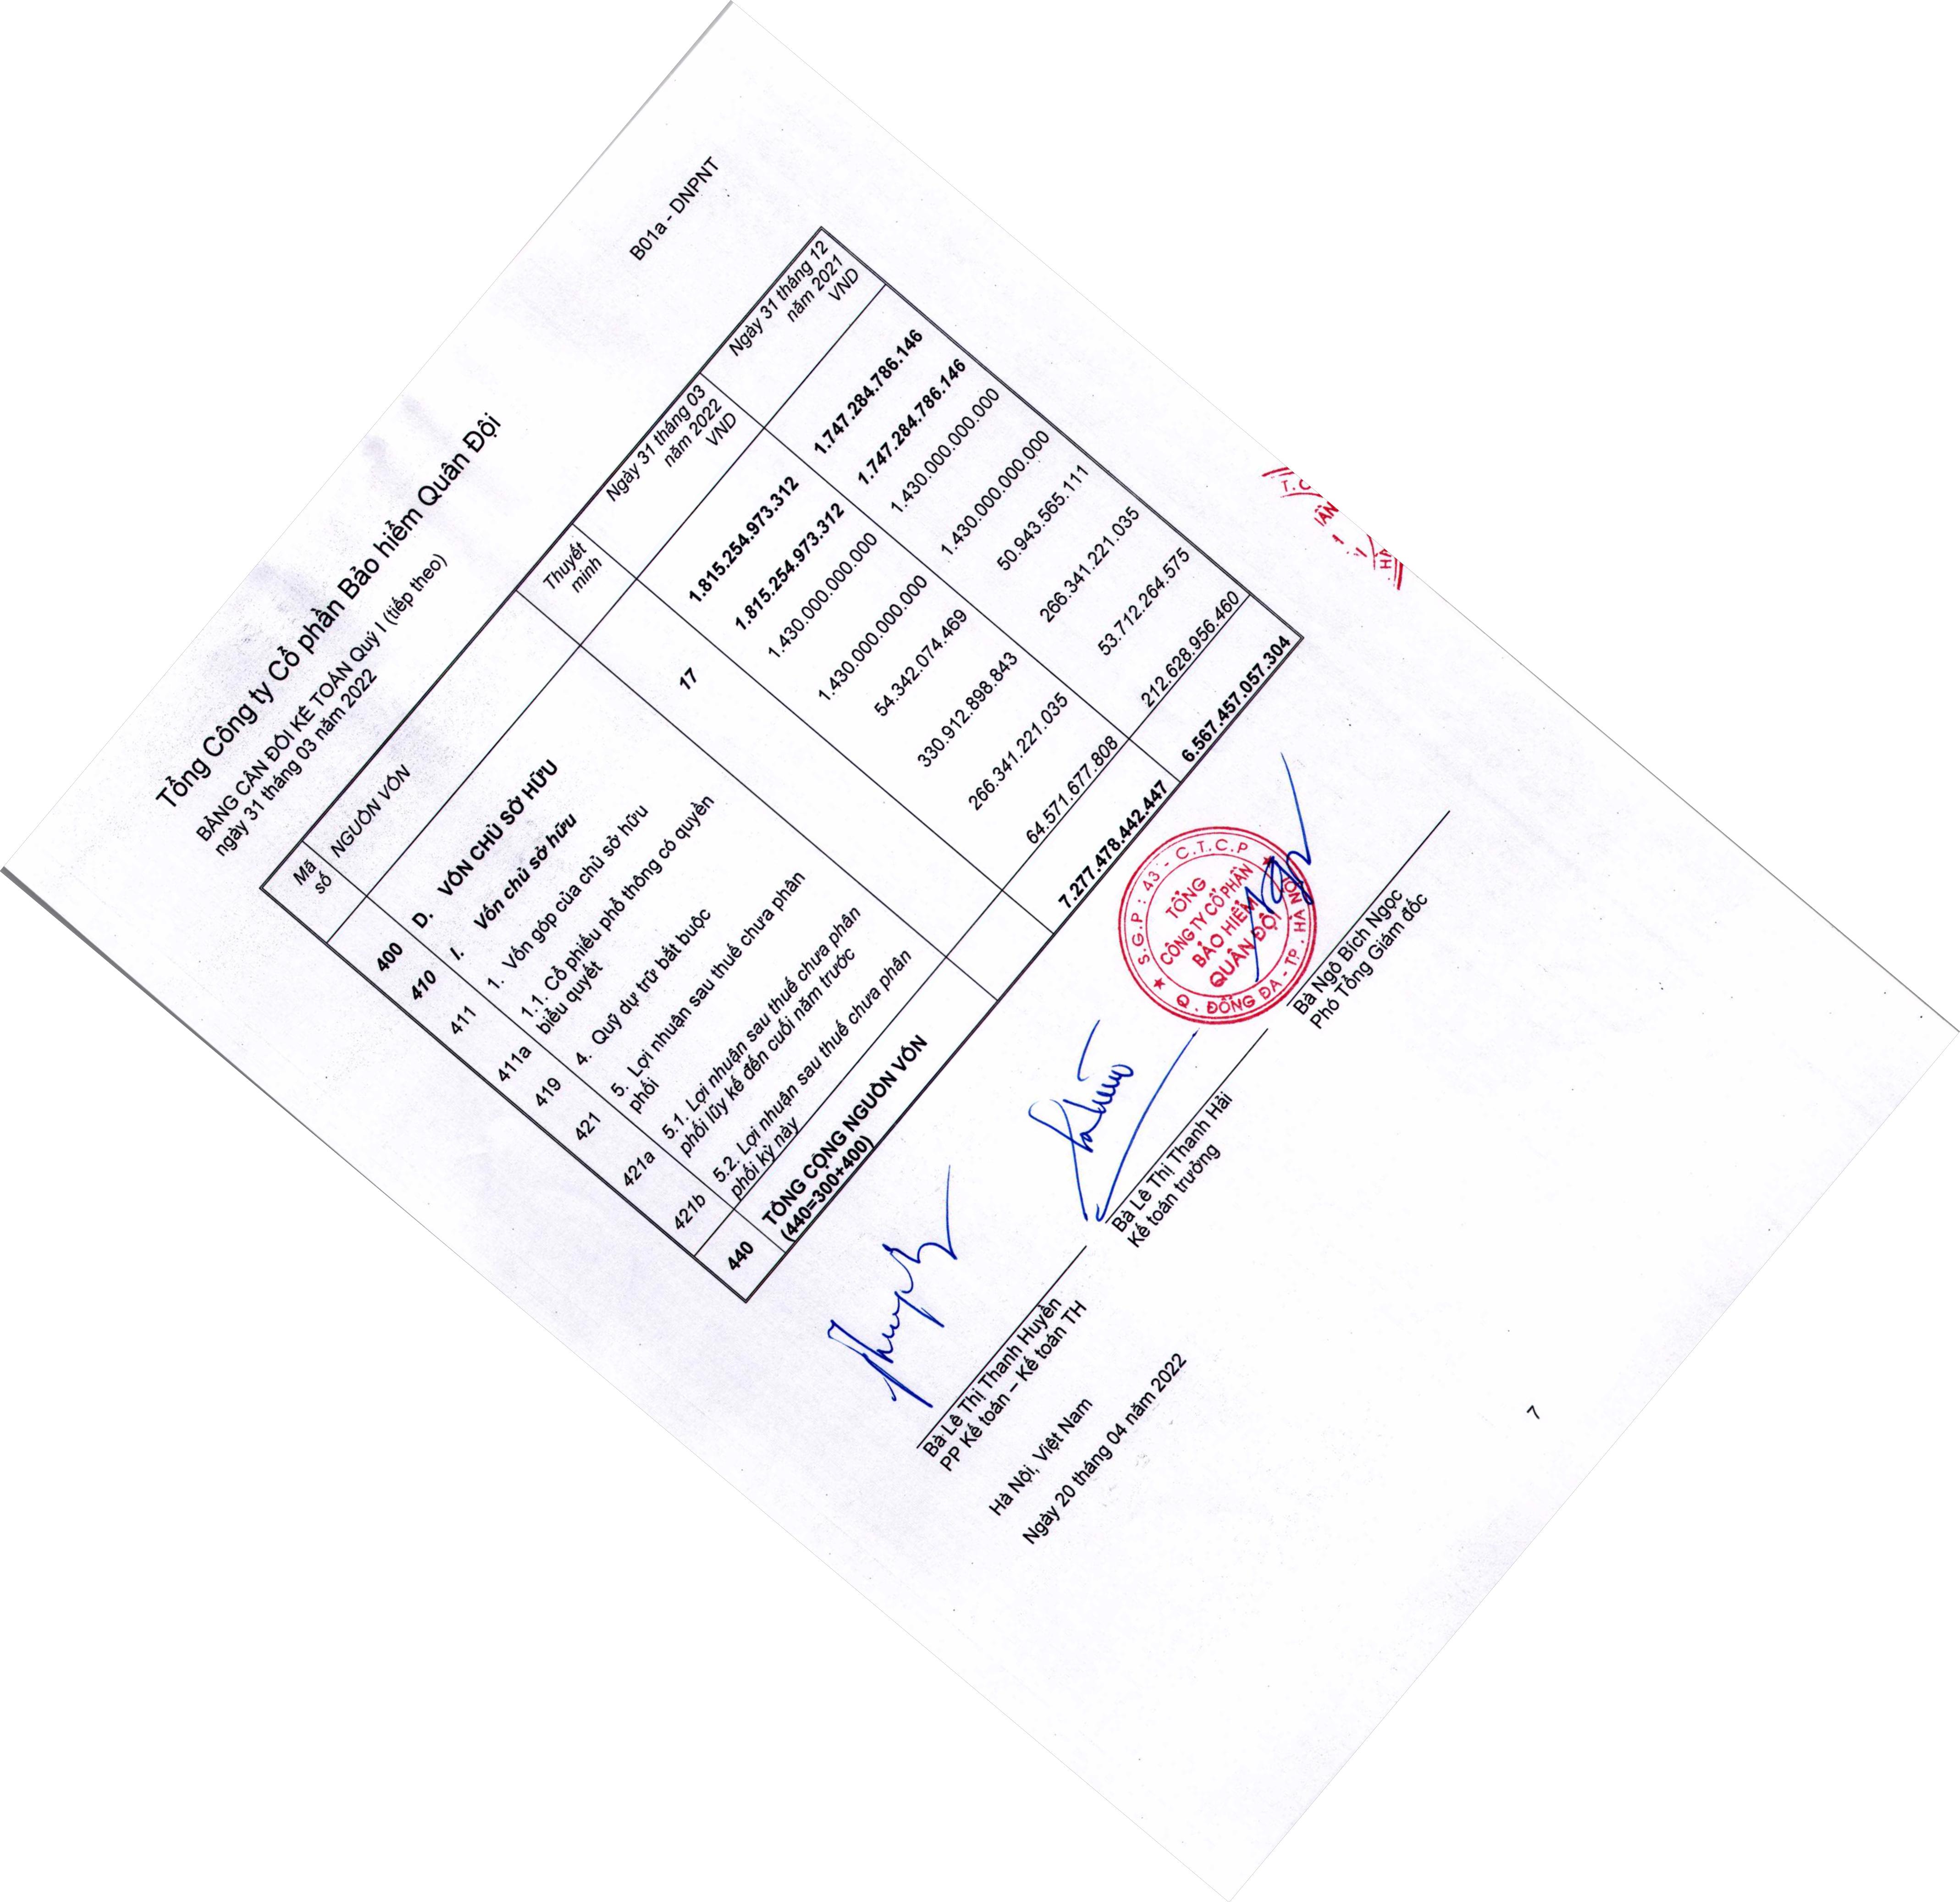 Tổng Công ty Cổ phần Bảo hiểm Quân Đội
BẢNG CÂN ĐỐI KẾ TOÁN Quý I (tiếp theo)
ngày 31 tháng 03 năm 2022
B01a - DNPNT
Mã số NGUỒN VỐN Thuyết minh Ngày 31 tháng 03 năm 2022 VND Ngày 31 tháng 12 năm 2021 VND
400 D. VỐN CHỦ SỞ HỮU 1.815.254.973.312 1.747.284.786.146
410 I. Vốn chủ sở hữu 17 1.815.254.973.312 1.747.284.786.146
411 1. Vốn góp của chủ sở hữu 1.430.000.000.000 1.430.000.000.000
411a 1.1. Cổ phiếu phổ thông có quyền
biểu quyết 1.430.000.000.000 1.430.000.000.000
419 4. Quỹ dự trữ bắt buộc 54.342.074.469 50.943.565.111
421 5. Lợi nhuận sau thuế chưa phân
phối 330.912.898.843 266.341.221.035
421a 5.1. Lợi nhuận sau thuế chưa phân
phối lũy kế đến cuối năm trước 266.341.221.035 53.712.264.575
421b 5.2. Lợi nhuận sau thuế chưa phân
phối kỳ này 64.571.677.808 212.628.956.460
440 TỔNG CỘNG NGUỒN VỐN
(440=300+400) 7.277.478.442.447 6.567.457.057.304
S.G.P : 43 - C.T.C.P
TỔNG
CÔNG TY CỔ PHẦN
BẢO HIỂM
QUÂN ĐỘI
Q. ĐỐNG ĐA - TP. HÀ NỘI
Bà Lê Thị Thanh Huyền
PP Kế toán – Kế toán TH
Bà Lê Thị Thanh Hải
Kế toán trưởng
Bà Ngô Bích Ngọc
Phó Tổng Giám đốc
Hà Nội, Việt Nam
Ngày 20 tháng 04 năm 2022
T.C
7